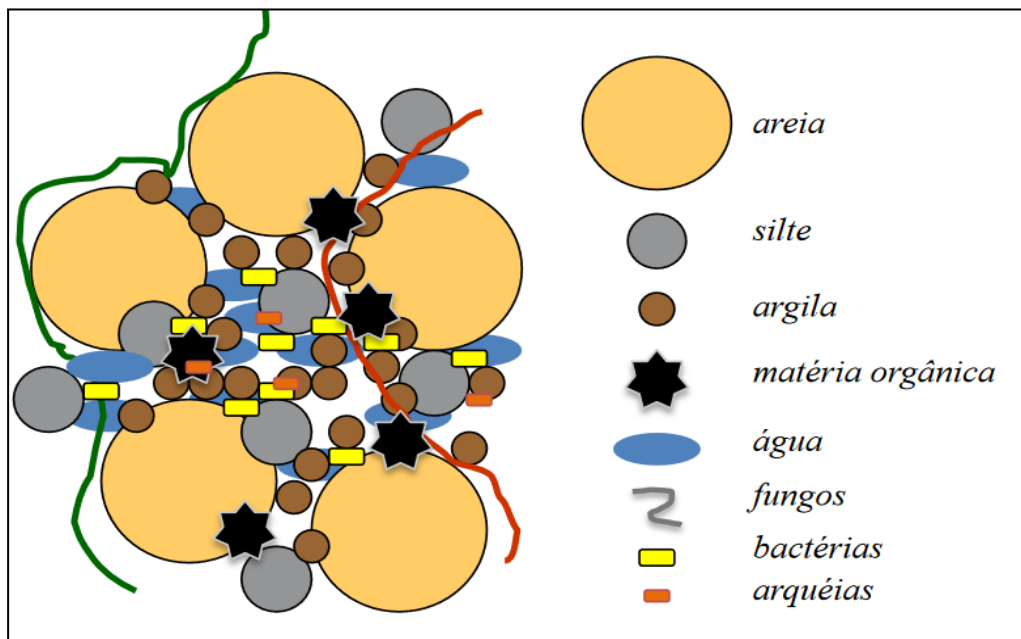 areia
silte
argila
matéria orgânica
água
fungos
bactérias
arquéias